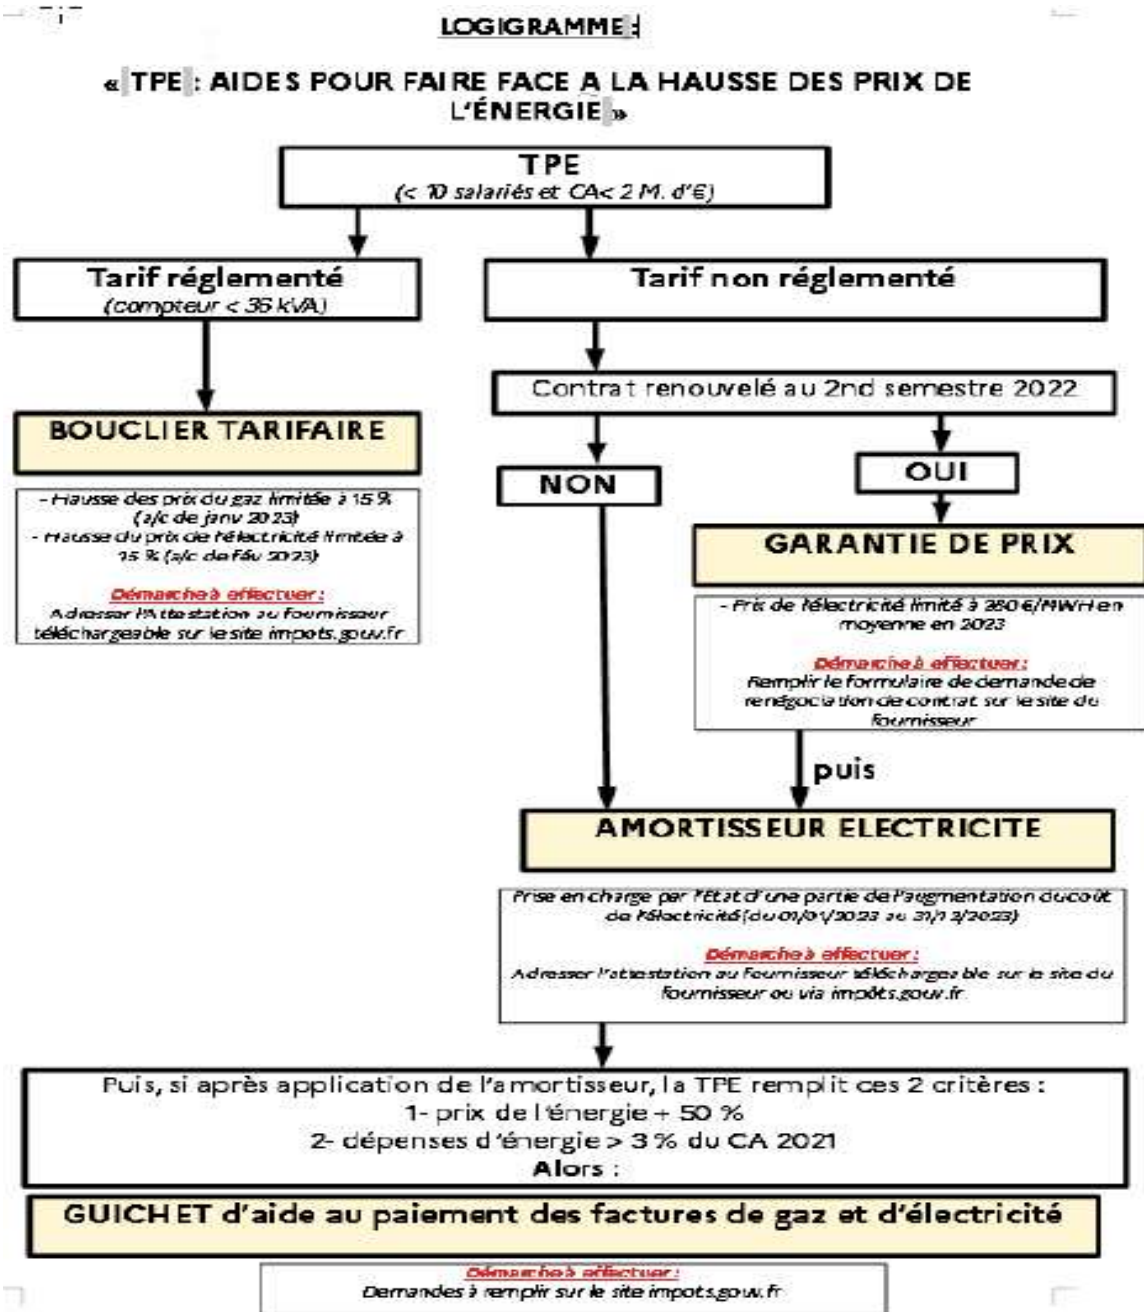 LOGIGRAMME :
« TPE : AIDES POUR FAIRE FACE A LA HAUSSE DES PRIX DE
L'ÉNERGIE »
TPE
(< 10 salariés et CA< 2 M. d'€)
Tarif réglementé
(compteur < 36 kVA)
Tarif non réglementé
Contrat renouvelé au 2nd semestre 2022
BOUCLIER TARIFAIRE
- Hausse des prix du gaz limitée à 15 %
(a/c de janv 2023)
- Hausse du prix de l'électricité limitée à
15 % (a/c de fév 2023)
Démarche à effectuer :
Adresser l'Attestation au fournisseur
téléchargeable sur le site impots.gouv.fr
NON
OUI
GARANTIE DE PRIX
- Prix de l'électricité limité à 280 €/MWH en
moyenne en 2023
Démarche à effectuer :
Remplir le formulaire de demande de
renégociation de contrat sur le site du
fournisseur
puis
AMORTISSEUR ELECTRICITE
Prise en charge par l'Etat d'une partie de l'augmentation du coût
de l'électricité (du 01/01/2023 au 31/12/2023)
Démarche à effectuer :
Adresser l'attestation au fournisseur téléchargeable sur le site du
fournisseur ou via impôts.gouv.fr
Puis, si après application de l'amortisseur, la TPE remplit ces 2 critères :
1- prix de l'énergie + 50 %
2- dépenses d'énergie > 3 % du CA 2021
Alors :
GUICHET d'aide au paiement des factures de gaz et d'électricité
Démarche à effectuer :
Demandes à remplir sur le site impots.gouv.fr